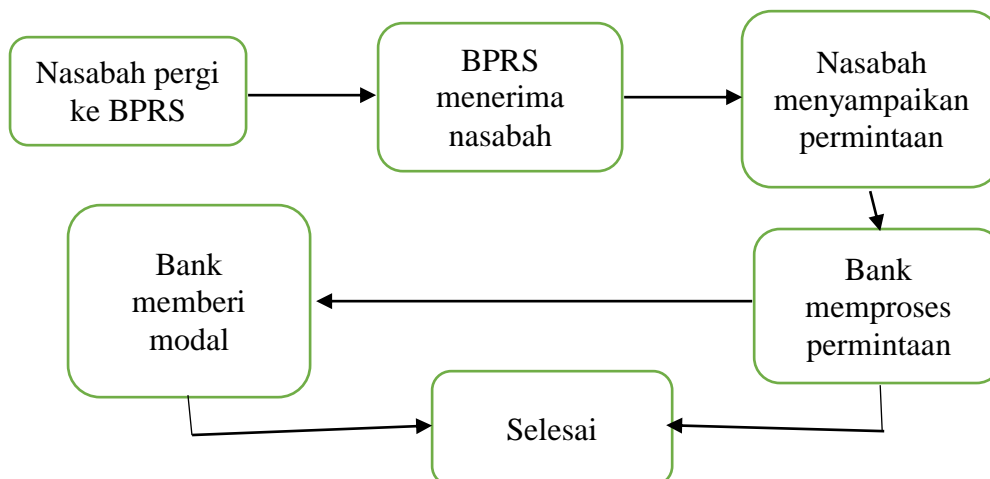 Nasabah pergi
ke BPRS
BPRS
menerima
nasabah
Nasabah
menyampaikan
permintaan
Bank
memproses
permintaan
Bank
memberi
modal
Selesai